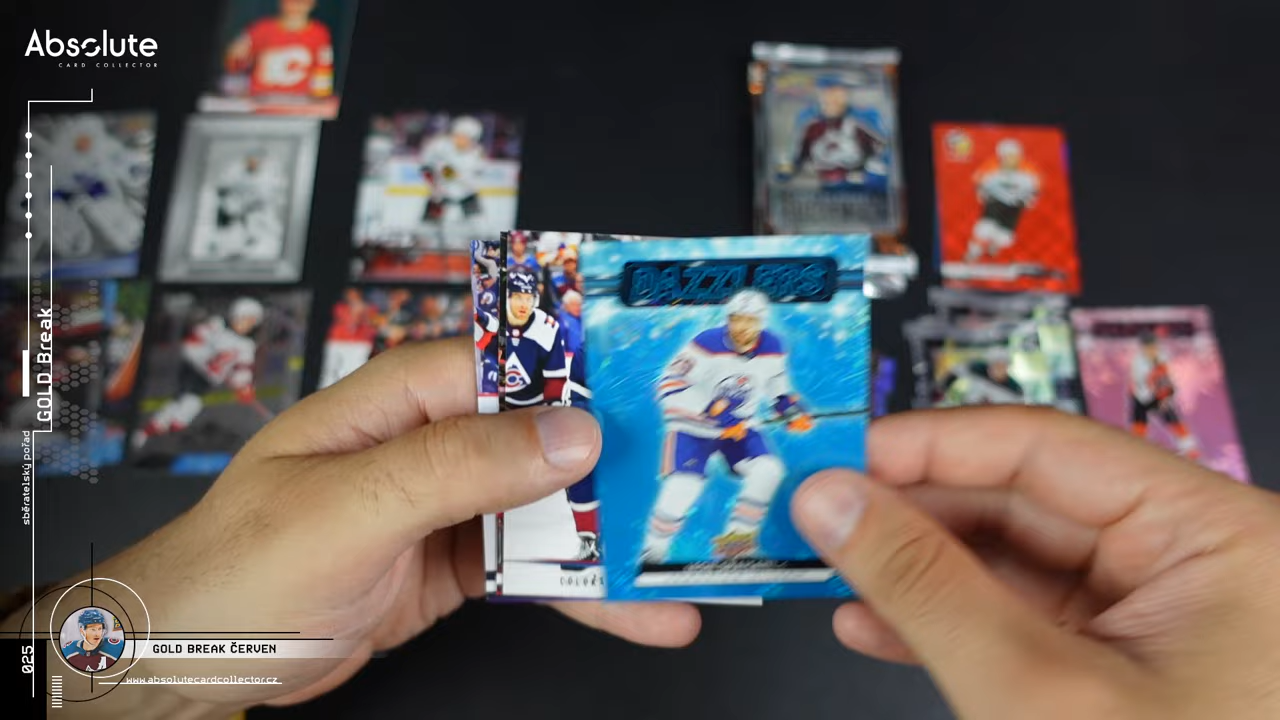 Absolute
CARD COLLECTOR
GOLD Break
sběratelský pořad
DAZZLERS
025
GOLD BREAK ČERVEN
www.absolutecardcollector.cz